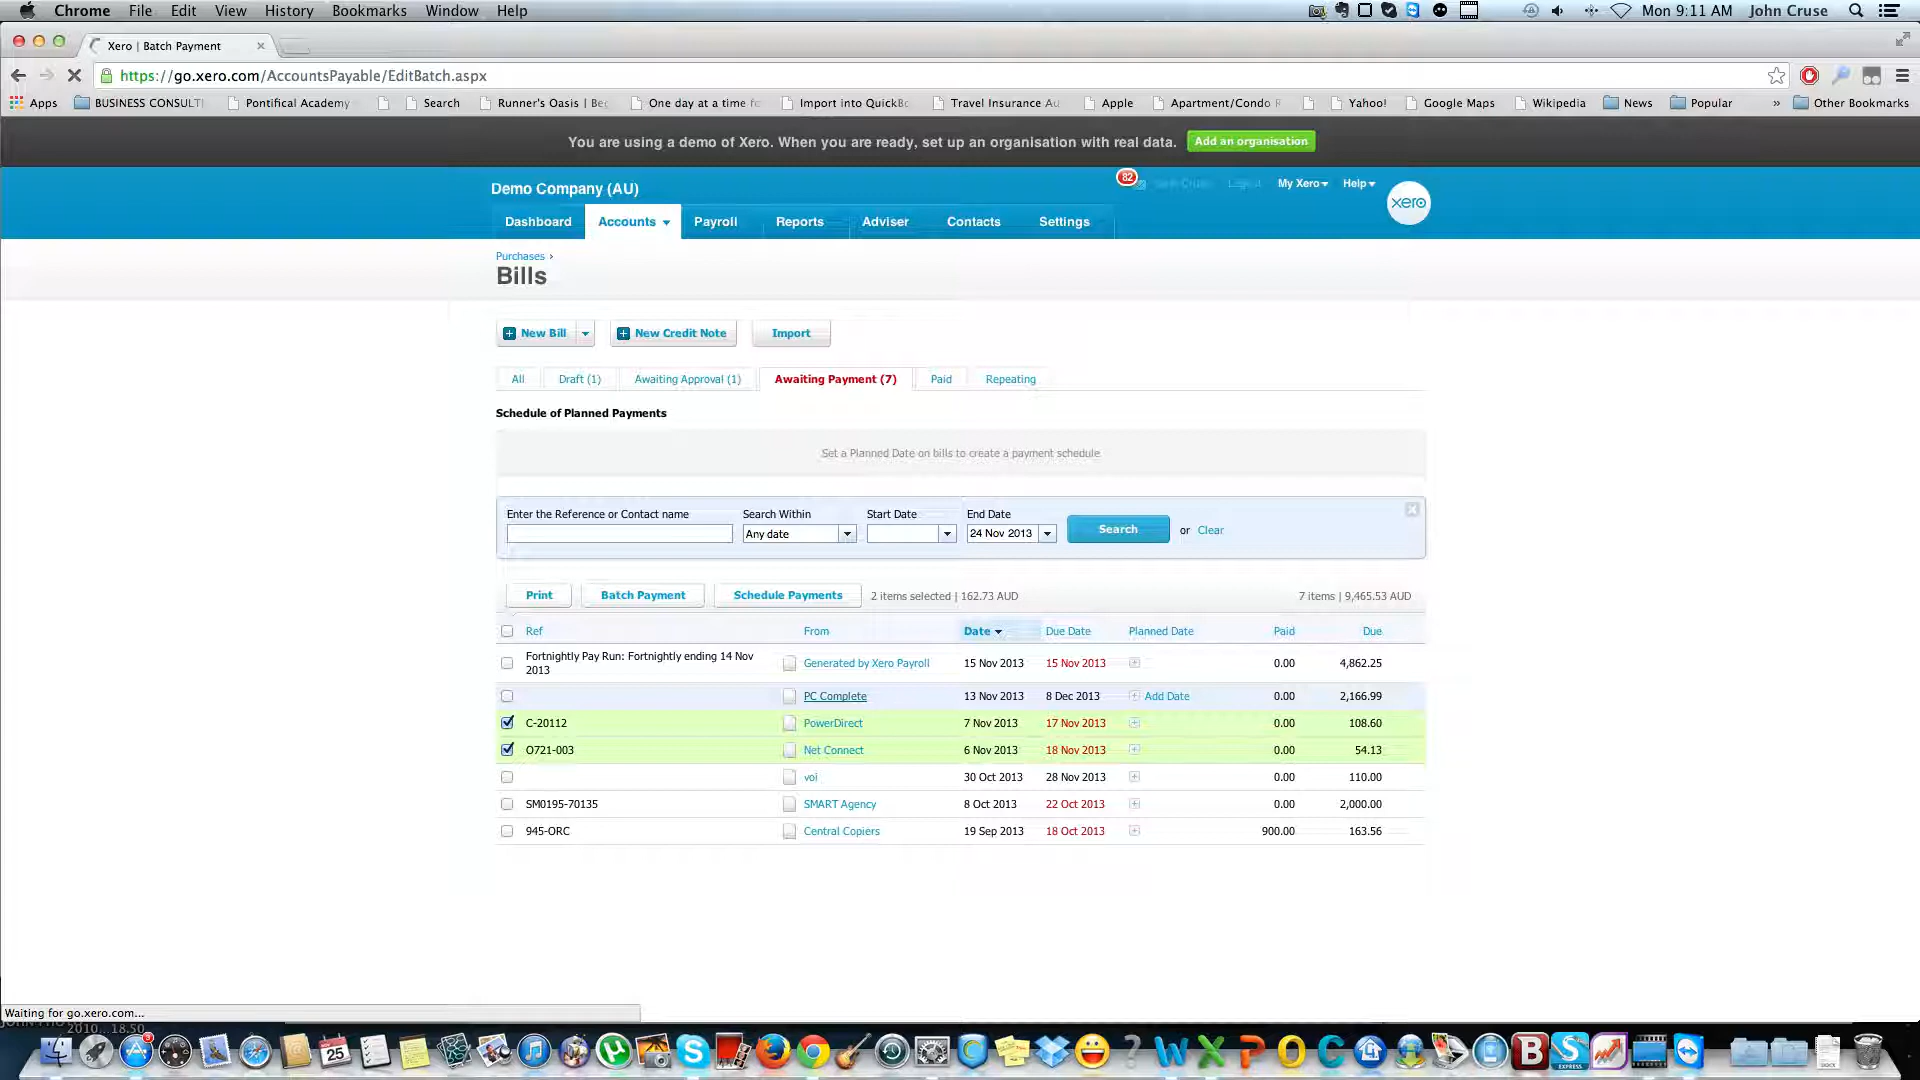 Chrome File Edit View History Bookmarks Window Help Mon 9:11 AM John Cruse
Xero | Batch Payment
https://go.xero.com/AccountsPayable/EditBatch.aspx
Apps BUSINESS CONSULT Pontifical Academy Search Runner's Oasis | Be One day at a time Import into QuickB Travel Insurance Au Apple Apartment/Condo Yahoo! Google Maps Wikipedia News Popular » Other Bookmarks
You are using a demo of Xero. When you are ready, set up an organisation with real data. Add an organisation
Demo Company (AU) 82 My Xero Help xero
Dashboard Accounts Payroll Reports Adviser Contacts Settings
Purchases ›
Bills
New Bill New Credit Note Import
All Draft (1) Awaiting Approval (1) Awaiting Payment (7) Paid Repeating
Schedule of Planned Payments
Set a Planned Date on bills to create a payment schedule
Enter the Reference or Contact name Search Within Start Date End Date
Any date 24 Nov 2013 Search or Clear
Print Batch Payment Schedule Payments 2 items selected | 162.73 AUD 7 items | 9,465.53 AUD
Ref From Date Due Date Planned Date Paid Due
Fortnightly Pay Run: Fortnightly ending 14 Nov
2013 Generated by Xero Payroll 15 Nov 2013 15 Nov 2013 0.00 4,862.25
PC Complete 13 Nov 2013 8 Dec 2013 Add Date 0.00 2,166.99
C-20112 PowerDirect 7 Nov 2013 17 Nov 2013 0.00 108.60
O721-003 Net Connect 6 Nov 2013 18 Nov 2013 0.00 54.13
voi 30 Oct 2013 28 Nov 2013 0.00 110.00
SM0195-70135 SMART Agency 8 Oct 2013 22 Oct 2013 0.00 2,000.00
945-ORC Central Copiers 19 Sep 2013 18 Oct 2013 900.00 163.56
Waiting for go.xero.com...
2010...18.50
25
EXPRESS